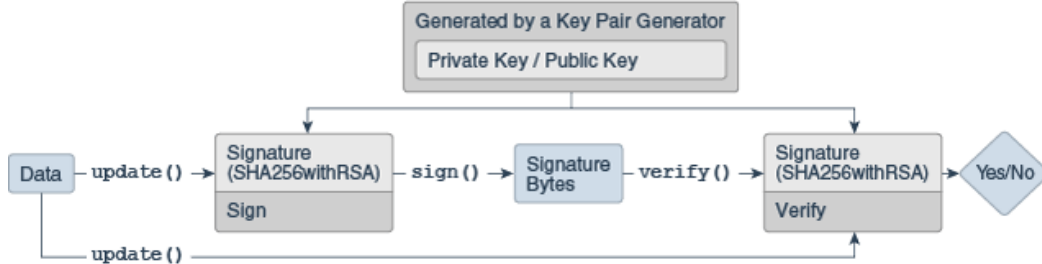 Generated by a Key Pair Generator
Private Key / Public Key
Data
update()
Signature
(SHA256withRSA)
Sign
sign()
Signature
Bytes
verify()
Signature
(SHA256withRSA)
Verify
Yes/No
update()